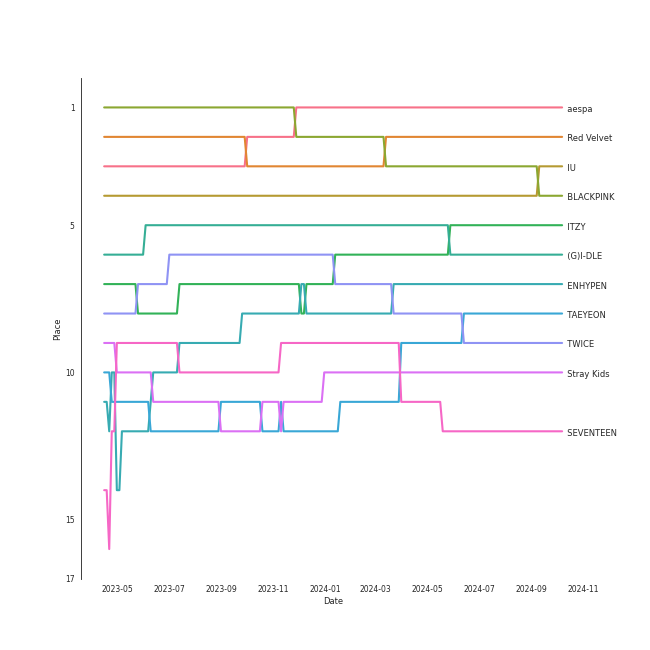 1
5
10
15
17
Place
2023-05
2023-07
2023-09
2023-11
2024-01
2024-03
2024-05
2024-07
2024-09
2024-11
Date
aespa
Red Velvet
IU
BLACKPINK
ITZY
(G)I-DLE
ENHYPEN
TAEYEON
TWICE
Stray Kids
SEVENTEEN